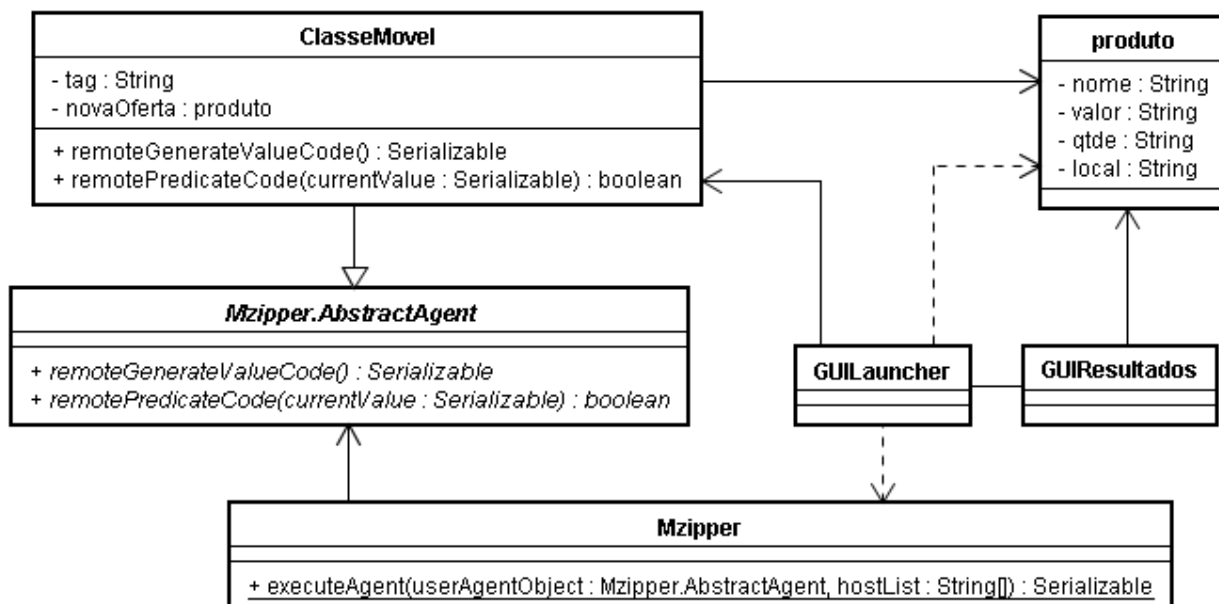 ClasseMovel
- tag : String
- novaOferta : produto
+ remoteGenerateValueCode() : Serializable
+ remotePredicateCode(currentValue : Serializable) : boolean
produto
- nome : String
- valor : String
- qtde : String
- local : String
Mzipper.AbstractAgent
+ remoteGenerateValueCode() : Serializable
+ remotePredicateCode(currentValue : Serializable) : boolean
GUILauncher
GUIResultados
Mzipper
+ executeAgent(userAgentObject : Mzipper.AbstractAgent, hostList : String[]) : Serializable